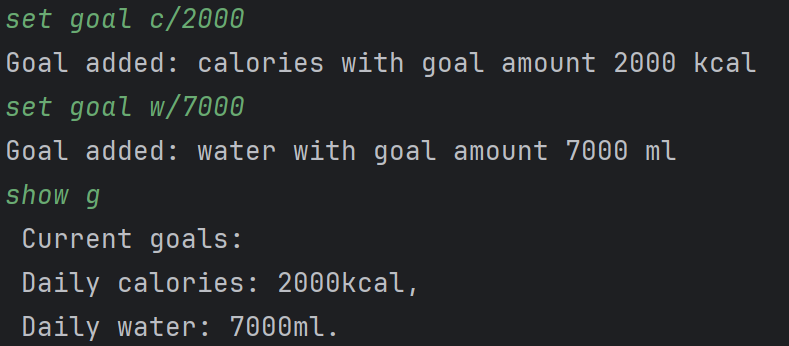 set goal c/2000
Goal added: calories with goal amount 2000 kcal
set goal w/7000
Goal added: water with goal amount 7000 ml
show g
Current goals:
Daily calories: 2000kcal,
Daily water: 7000ml.